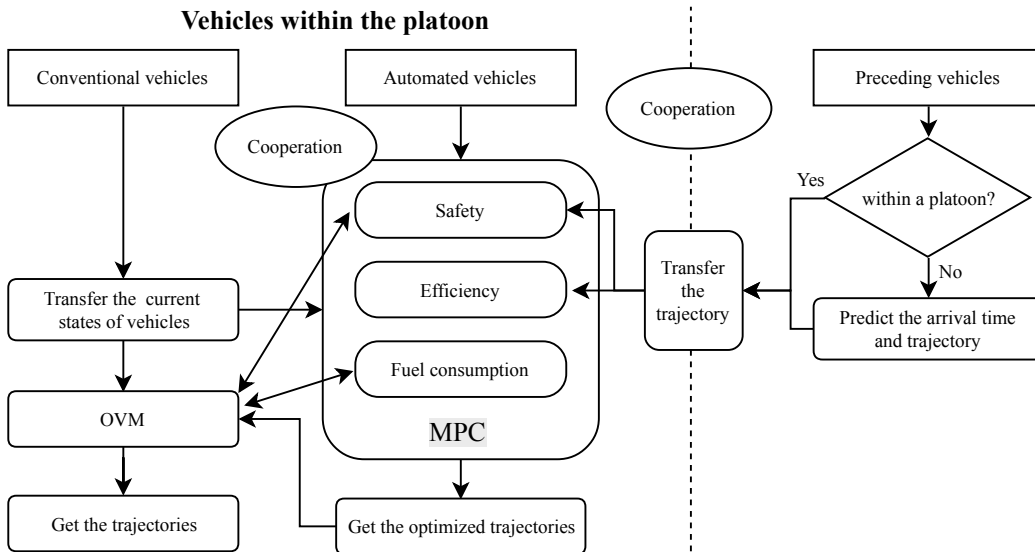 Vehicles within the platoon
Conventional vehicles
Automated vehicles
Preceding vehicles
Cooperation
Cooperation
Yes
within a platoon?
Safety
Transfer
the
trajectory
No
Efficiency
Transfer the current
states of vehicles
Predict the arrival time
and trajectory
Fuel consumption
OVM
MPC
Get the trajectories
Get the optimized trajectories